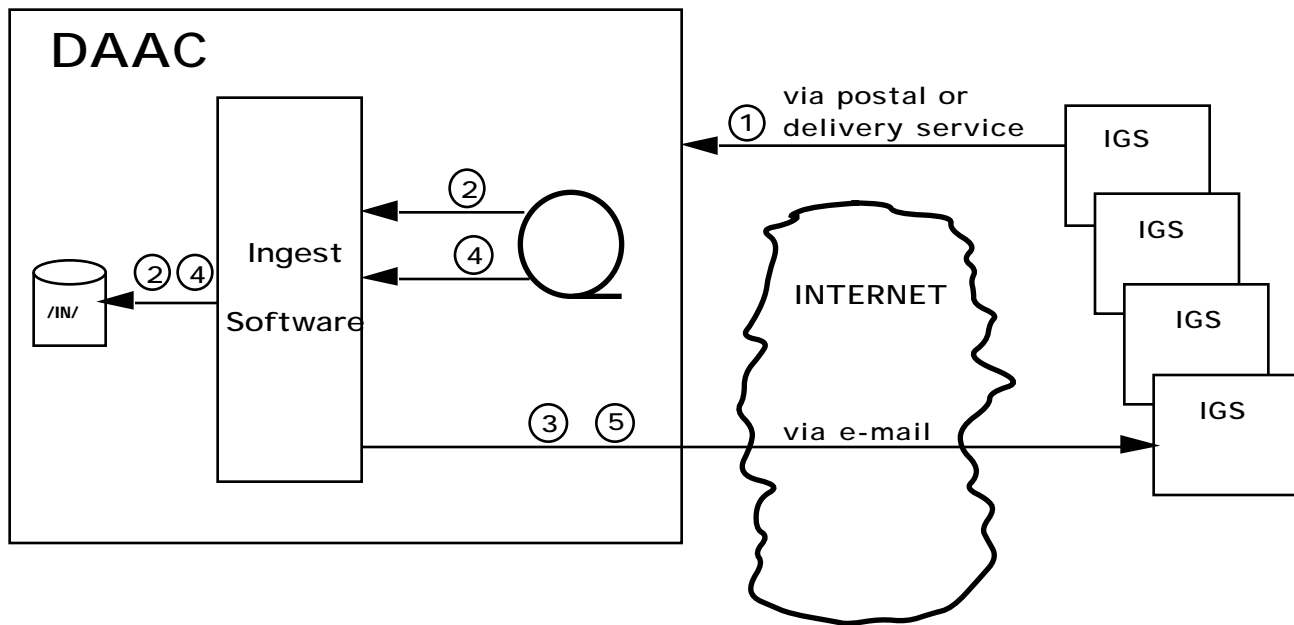 DAAC
via postal or
1
delivery service
IGS
2
IGS
4
Ingest
2 4
/IN/
INTERNET
Software
IGS
3 5
via e-mail
IGS